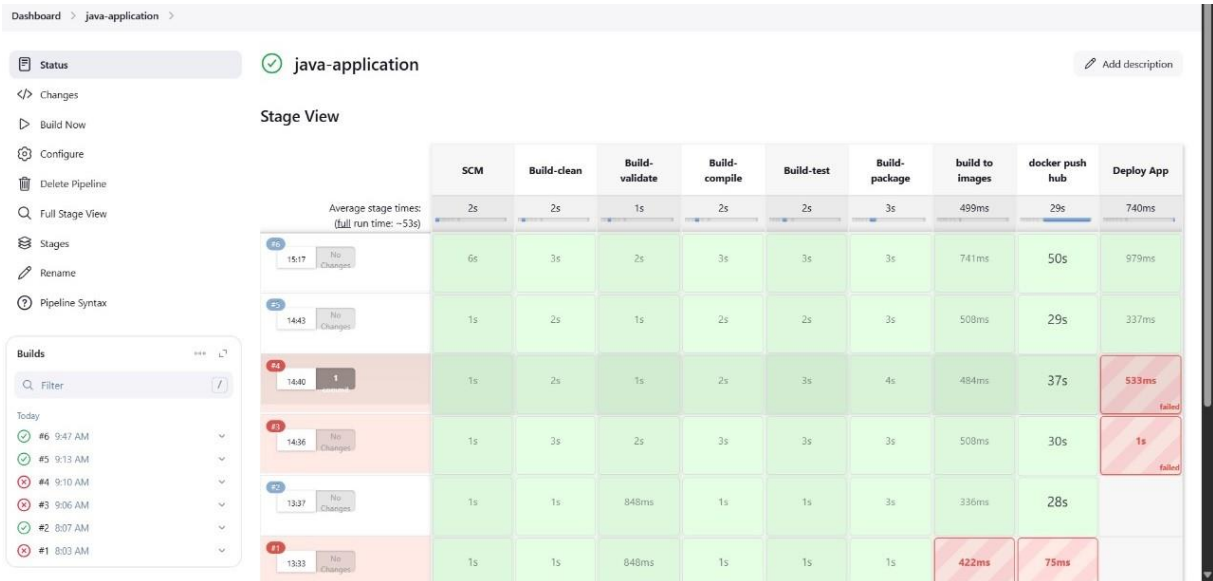 Dashboard > java-application >
Status
Changes
Build Now
Configure
Delete Pipeline
Full Stage View
Stages
Rename
Pipeline Syntax
Builds
Filter /
Today
#6 9:47 AM
#5 9:13 AM
#4 9:10 AM
#3 9:06 AM
#2 8:07 AM
#1 8:03 AM
java-application
Add description
Stage View
SCM Build-clean Build-validate Build-compile Build-test Build-package build to images docker push hub Deploy App
Average stage times: 2s 2s 1s 2s 2s 3s 499ms 29s 740ms
(full run time: ~53s)
#6
15:17 No Changes 6s 3s 2s 3s 3s 3s 741ms 50s 979ms
#5
14:43 No Changes 1s 2s 1s 2s 2s 3s 508ms 29s 337ms
#4
14:40 1 1s 2s 1s 2s 3s 4s 484ms 37s 533ms
failed
#3
14:36 No Changes 1s 3s 2s 3s 3s 3s 508ms 30s 1s
failed
#2
13:37 No Changes 1s 1s 848ms 1s 1s 3s 336ms 28s
#1
13:33 No Changes 1s 1s 848ms 1s 1s 1s 422ms 75ms